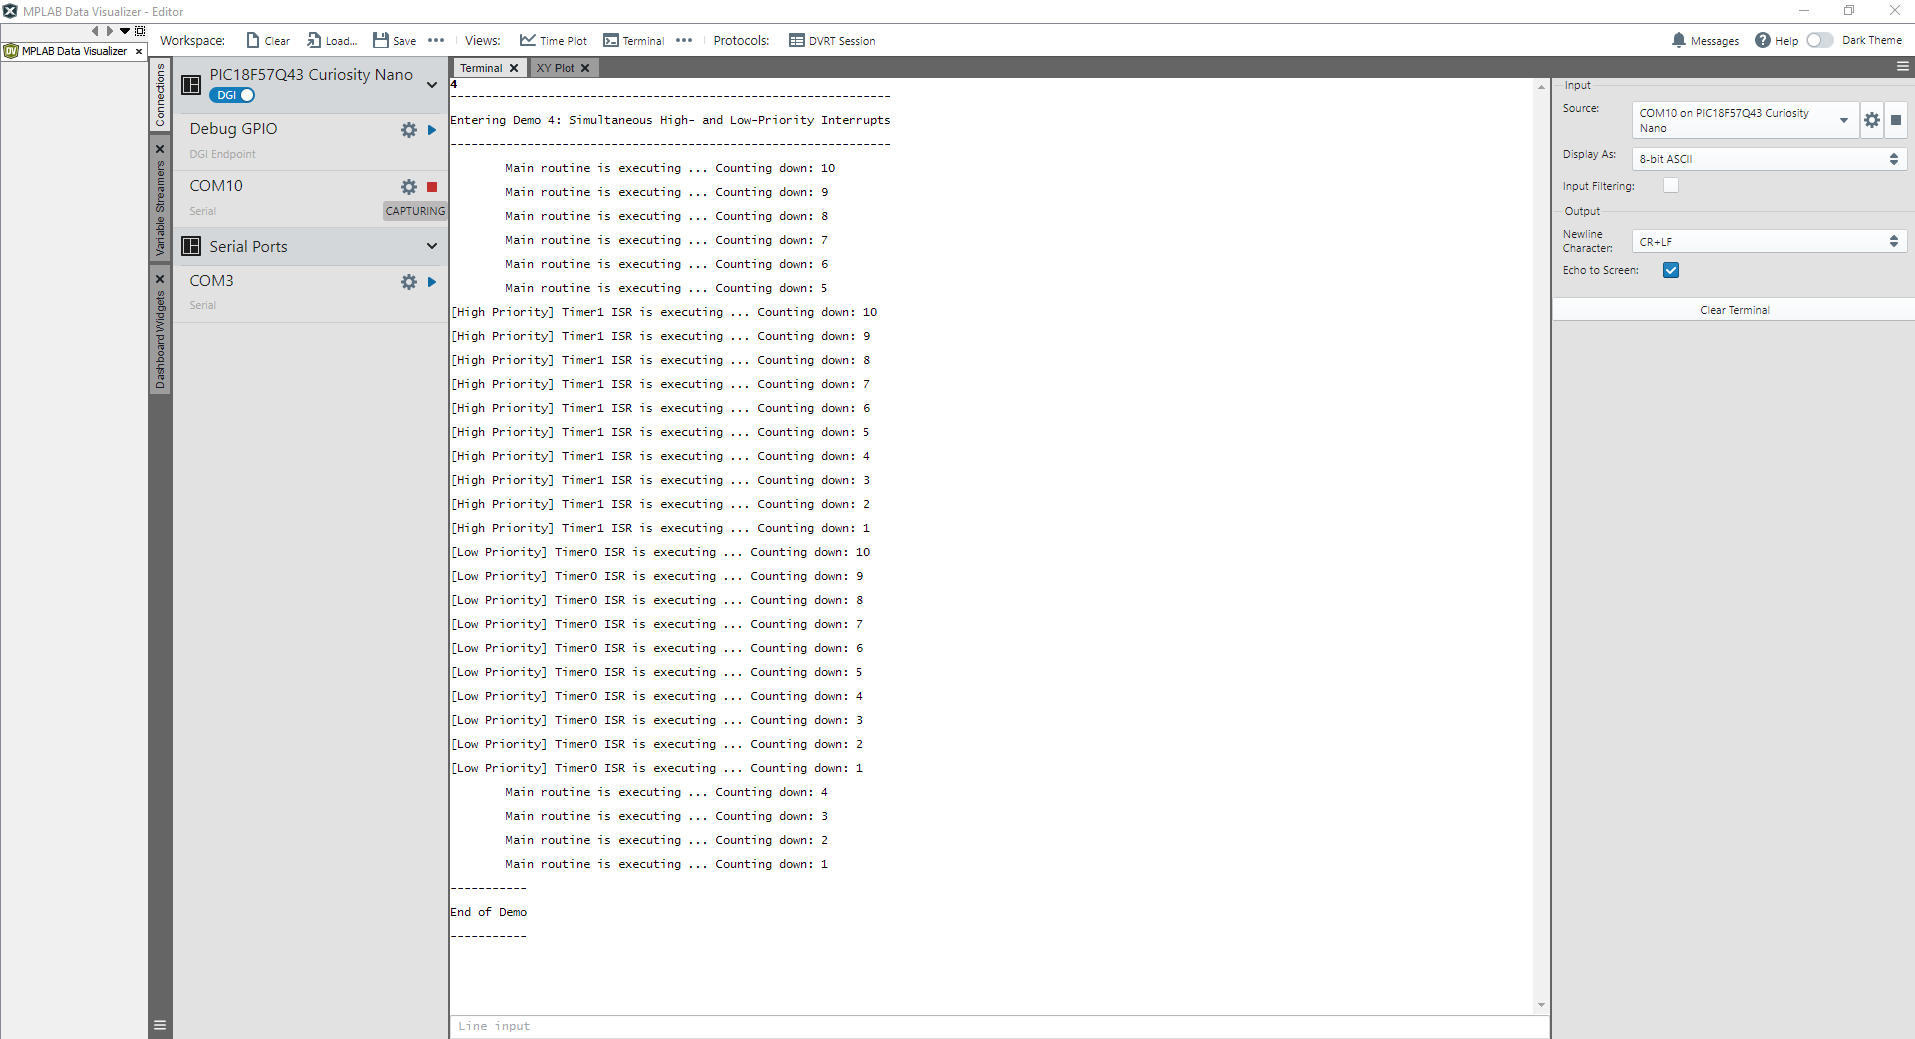 MPLAB Data Visualizer - Editor
MPLAB Data Visualizer
Workspace: Clear Load... Save Views: Time Plot Terminal Protocols: DVRT Session Messages Help Dark Theme
Connections
Variable Streamers
Dashboard Widgets
PIC18F57Q43 Curiosity Nano
DGI
Debug GPIO
DGI Endpoint
COM10
Serial
CAPTURING
Serial Ports
COM3
Serial
Terminal XY Plot
4
---------------------------------------------------------------
Entering Demo 4: Simultaneous High- and Low-Priority Interrupts
---------------------------------------------------------------
Main routine is executing ... Counting down: 10
Main routine is executing ... Counting down: 9
Main routine is executing ... Counting down: 8
Main routine is executing ... Counting down: 7
Main routine is executing ... Counting down: 6
Main routine is executing ... Counting down: 5
[High Priority] Timer1 ISR is executing ... Counting down: 10
[High Priority] Timer1 ISR is executing ... Counting down: 9
[High Priority] Timer1 ISR is executing ... Counting down: 8
[High Priority] Timer1 ISR is executing ... Counting down: 7
[High Priority] Timer1 ISR is executing ... Counting down: 6
[High Priority] Timer1 ISR is executing ... Counting down: 5
[High Priority] Timer1 ISR is executing ... Counting down: 4
[High Priority] Timer1 ISR is executing ... Counting down: 3
[High Priority] Timer1 ISR is executing ... Counting down: 2
[High Priority] Timer1 ISR is executing ... Counting down: 1
[Low Priority] Timer0 ISR is executing ... Counting down: 10
[Low Priority] Timer0 ISR is executing ... Counting down: 9
[Low Priority] Timer0 ISR is executing ... Counting down: 8
[Low Priority] Timer0 ISR is executing ... Counting down: 7
[Low Priority] Timer0 ISR is executing ... Counting down: 6
[Low Priority] Timer0 ISR is executing ... Counting down: 5
[Low Priority] Timer0 ISR is executing ... Counting down: 4
[Low Priority] Timer0 ISR is executing ... Counting down: 3
[Low Priority] Timer0 ISR is executing ... Counting down: 2
[Low Priority] Timer0 ISR is executing ... Counting down: 1
Main routine is executing ... Counting down: 4
Main routine is executing ... Counting down: 3
Main routine is executing ... Counting down: 2
Main routine is executing ... Counting down: 1
-----------
End of Demo
-----------
Line input
Input
Source: COM10 on PIC18F57Q43 Curiosity
Nano
Display As: 8-bit ASCII
Input Filtering:
Output
Newline
Character: CR+LF
Echo to Screen:
Clear Terminal